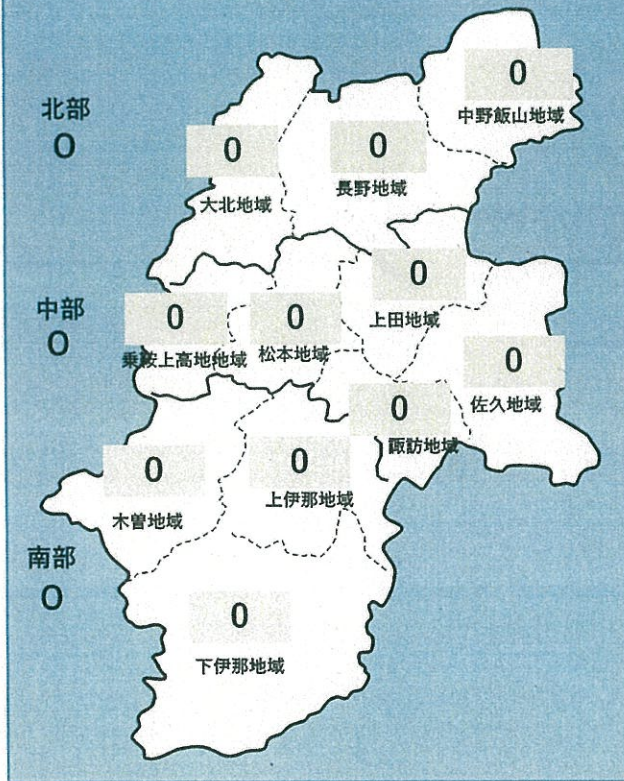 0
中野飯山地域
北部
0
0
大北地域
0
長野地域
中部
0
0
乗鞍上高地地域
0
松本地域
0
上田地域
0
佐久地域
0
諏訪地域
0
木曽地域
0
上伊那地域
南部
0
0
下伊那地域